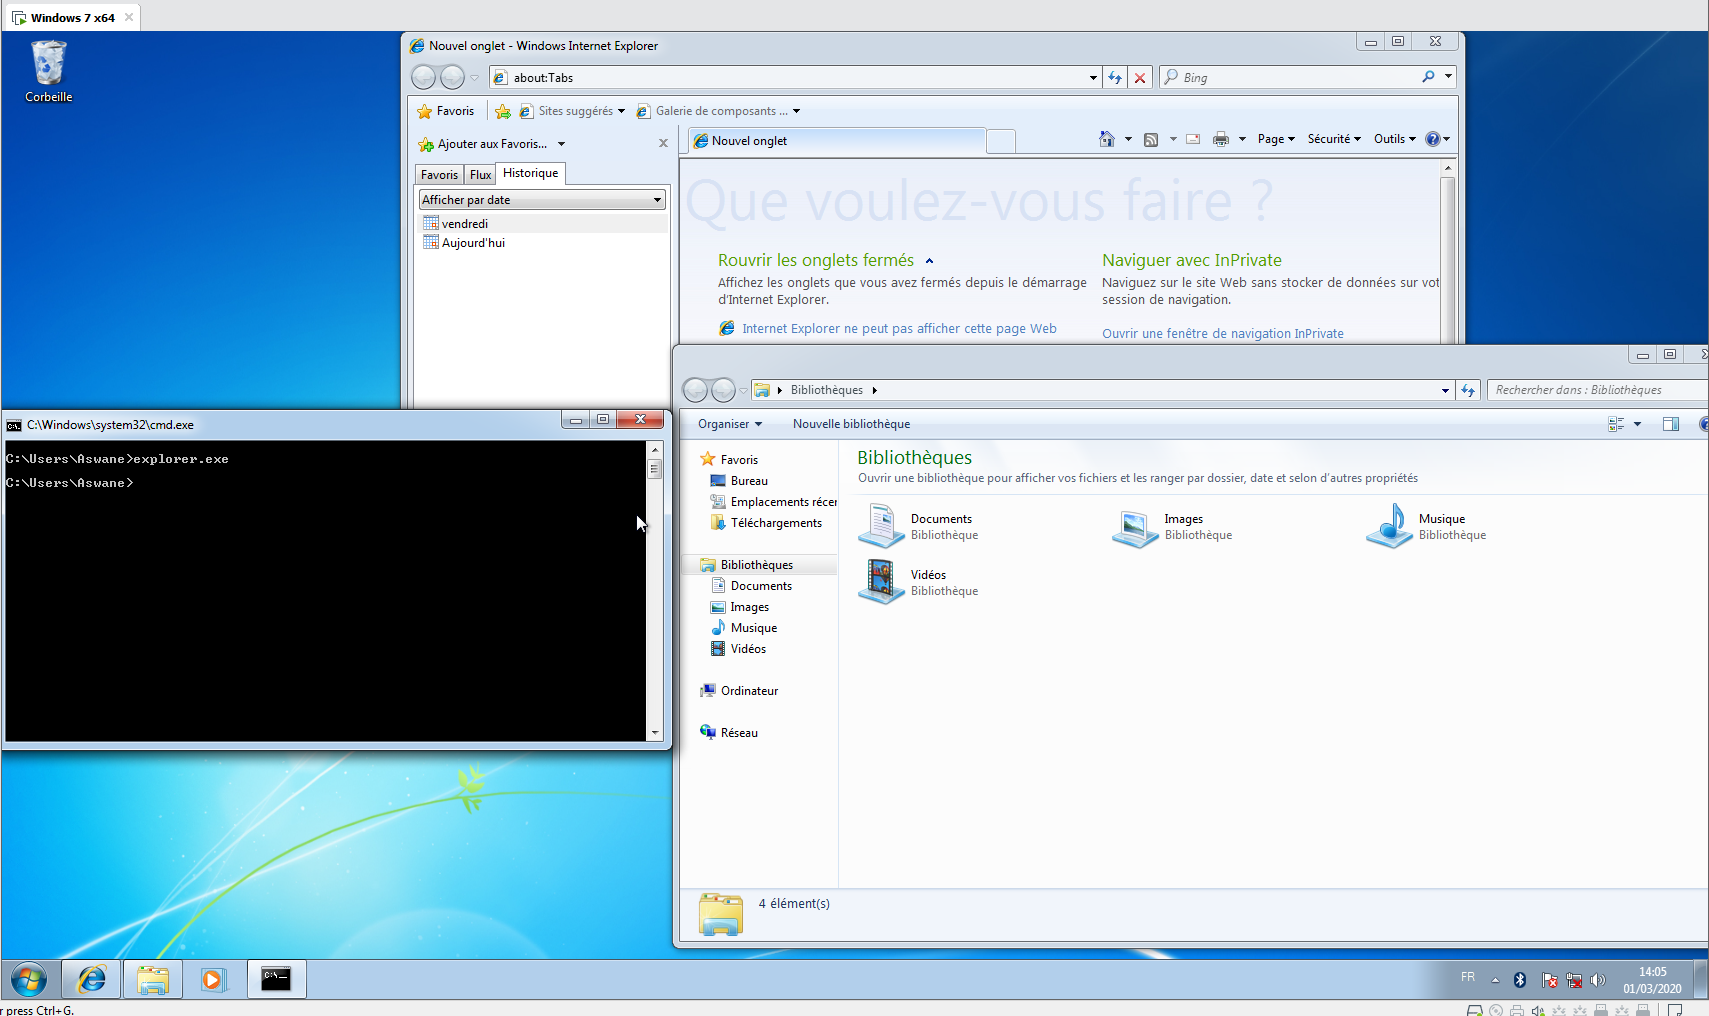 Windows 7 x64
Corbeille
Nouvel onglet - Windows Internet Explorer
about:Tabs
Bing
Favoris
Sites suggérés
Galerie de composants ...
Ajouter aux Favoris...
Nouvel onglet
Page
Sécurité
Outils
Favoris
Flux
Historique
Afficher par date
vendredi
Aujourd'hui
Que voulez-vous faire ?
Rouvrir les onglets fermés
Affichez les onglets que vous avez fermés depuis le démarrage
d'Internet Explorer.
Internet Explorer ne peut pas afficher cette page Web
Naviguer avec InPrivate
Naviguez sur le site Web sans stocker de données sur vot
session de navigation.
Ouvrir une fenêtre de navigation InPrivate
C:\Windows\system32\cmd.exe
C:\Users\Aswane>explorer.exe
C:\Users\Aswane>
Bibliothèques
Rechercher dans : Bibliothèques
Organiser
Nouvelle bibliothèque
Favoris
Bureau
Emplacements récer
Téléchargements
Bibliothèques
Documents
Images
Musique
Vidéos
Ordinateur
Réseau
Bibliothèques
Ouvrir une bibliothèque pour afficher vos fichiers et les ranger par dossier, date et selon d'autres propriétés
Documents
Bibliothèque
Images
Bibliothèque
Musique
Bibliothèque
Vidéos
Bibliothèque
4 élément(s)
FR
14:05
01/03/2020
r press Ctrl+G.